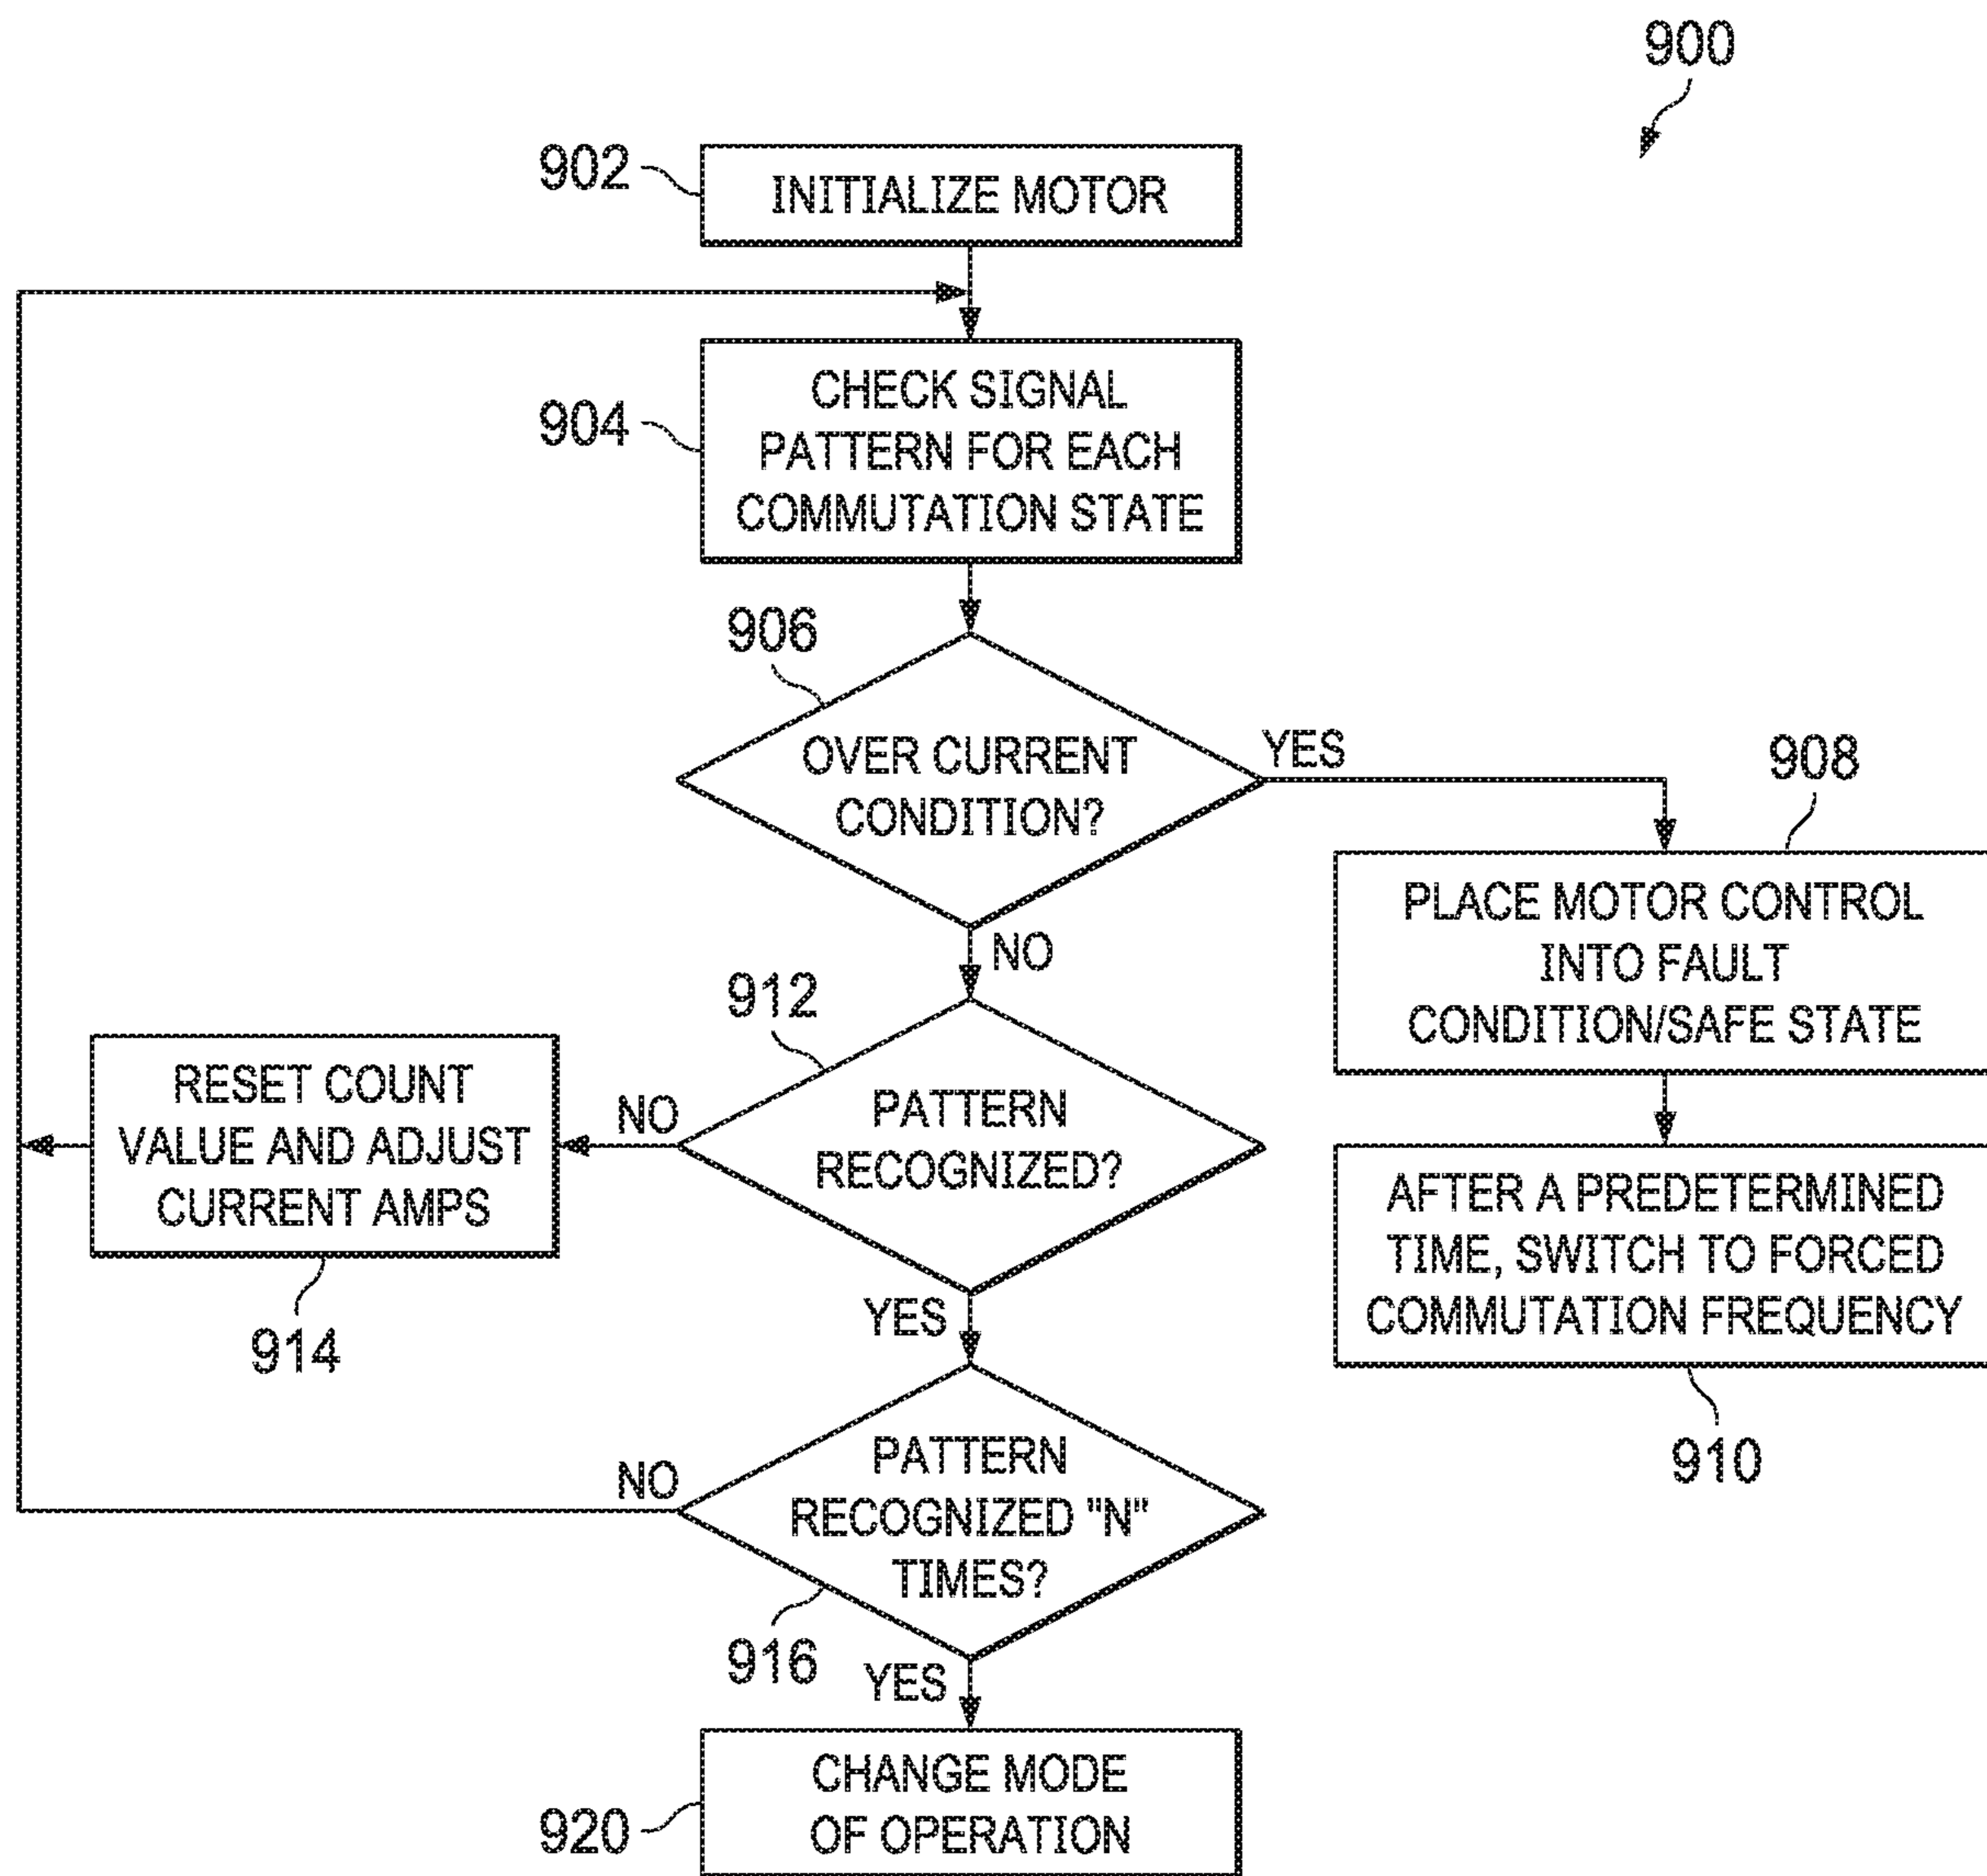 900
902
INITIALIZE MOTOR
904
CHECK SIGNAL
PATTERN FOR EACH
COMMUTATION STATE
906
OVER CURRENT
CONDITION?
YES
908
PLACE MOTOR CONTROL
INTO FAULT
CONDITION/SAFE STATE
NO
912
PATTERN
RECOGNIZED?
NO
RESET COUNT
VALUE AND ADJUST
CURRENT AMPS
914
AFTER A PREDETERMINED
TIME, SWITCH TO FORCED
COMMUTATION FREQUENCY
910
YES
PATTERN
RECOGNIZED "N"
TIMES?
NO
916
YES
CHANGE MODE
OF OPERATION
920